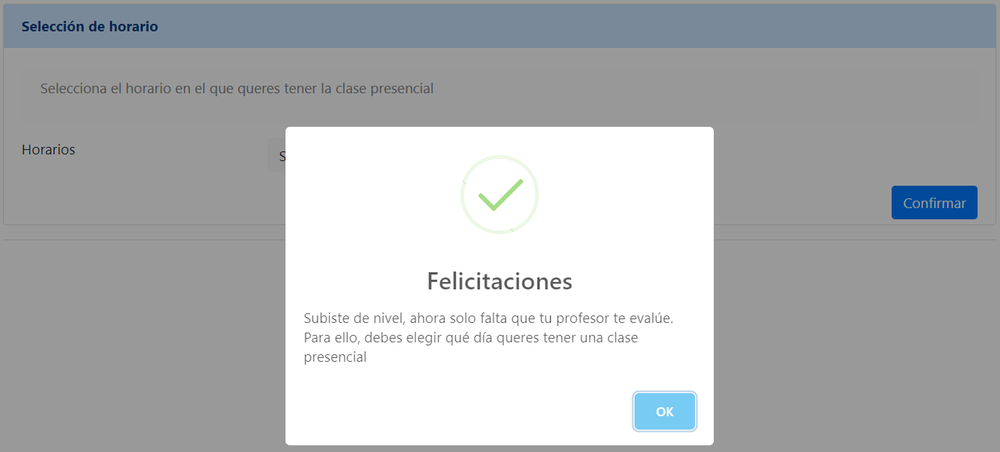 Selección de horario
Selecciona el horario en el que queres tener la clase presencial
Horarios
Confirmar
Felicitaciones
Subiste de nivel, ahora solo falta que tu profesor te evalúe.
Para ello, debes elegir qué día queres tener una clase
presencial
OK